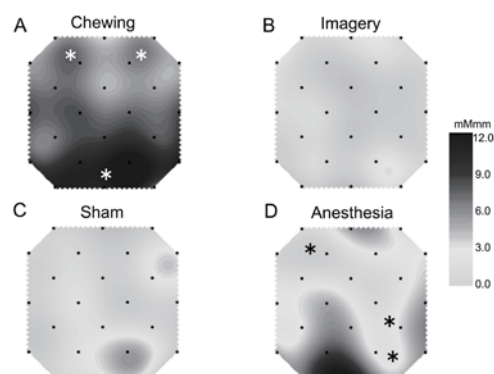 A Chewing
B Imagery
mMmm
12.0
9.0
6.0
3.0
0.0
C Sham
D Anesthesia